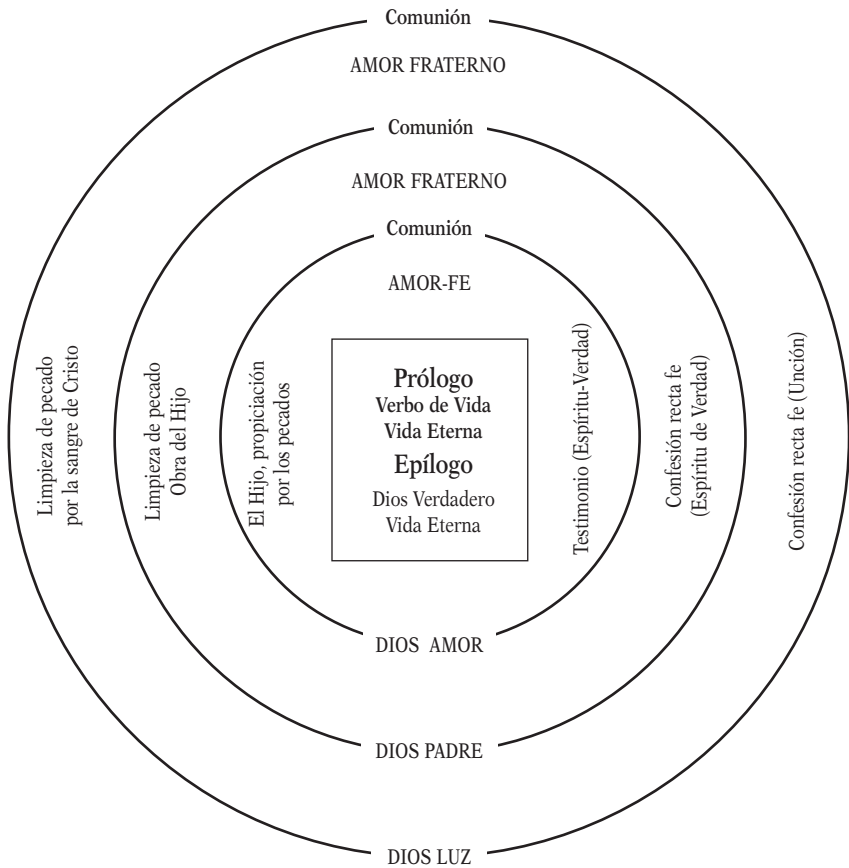 Comunión
AMOR FRATERNO
Comunión
AMOR FRATERNO
Comunión
AMOR-FE
Limpieza de pecado
por la sangre de Cristo
Limpieza de pecado
Obra del Hijo
El Hijo, propiciación
por los pecados
Prólogo
Verbo de Vida
Vida Eterna
Epílogo
Dios Verdadero
Vida Eterna
Testimonio (Espíritu-Verdad)
Confesión recta fe
(Espíritu de Verdad)
Confesión recta fe (Unción)
DIOS AMOR
DIOS PADRE
DIOS LUZ